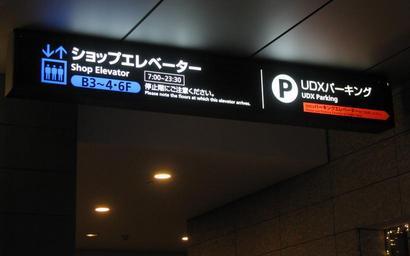 ショップエレベーター
Shop Elevator
B3~4・6F
7:00~23:30
停止階にご注意ください。
Please note the floors at which this elevator arrives.
P
UDXパーキング
UDX Parking